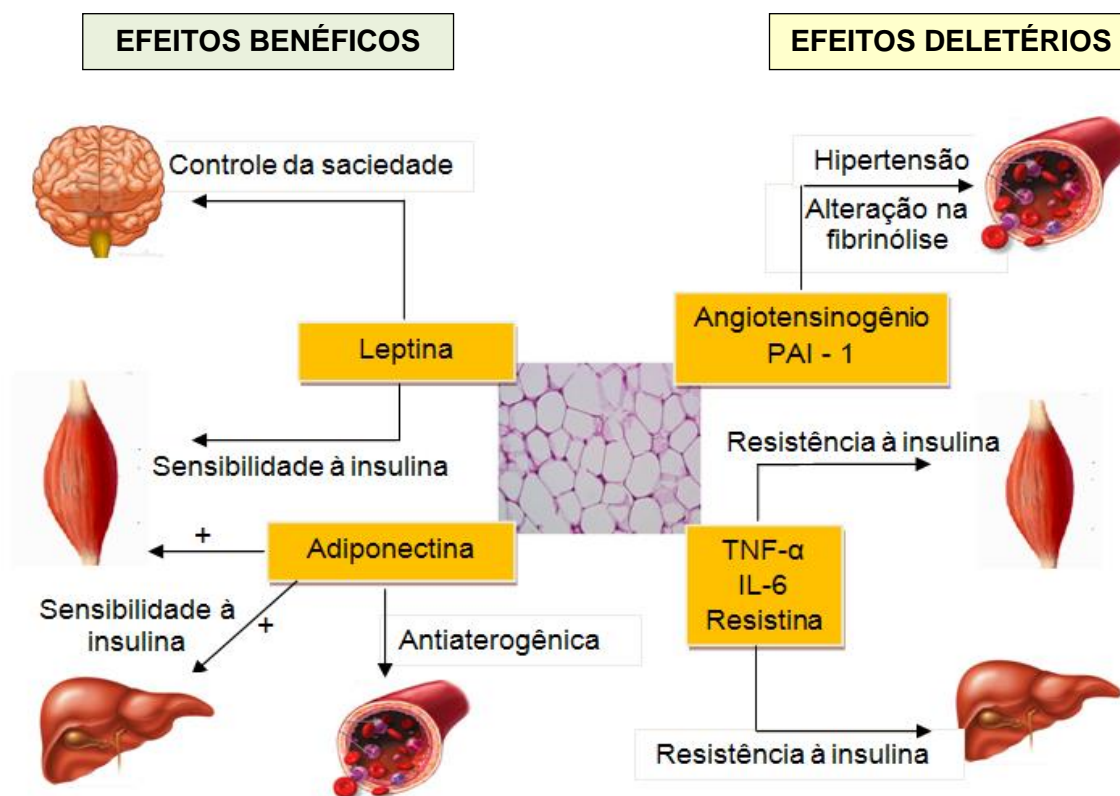 EFEITOS BENÉFICOS
EFEITOS DELETÉRIOS
Controle da saciedade
Hipertensão
Alteração na
fibrinólise
Leptina
Angiotensinogênio
PAI - 1
Sensibilidade à insulina
Resistência à insulina
+
Adiponectina
TNF-α
IL-6
Resistina
Sensibilidade à
insulina
+
Antiaterogênica
Resistência à insulina